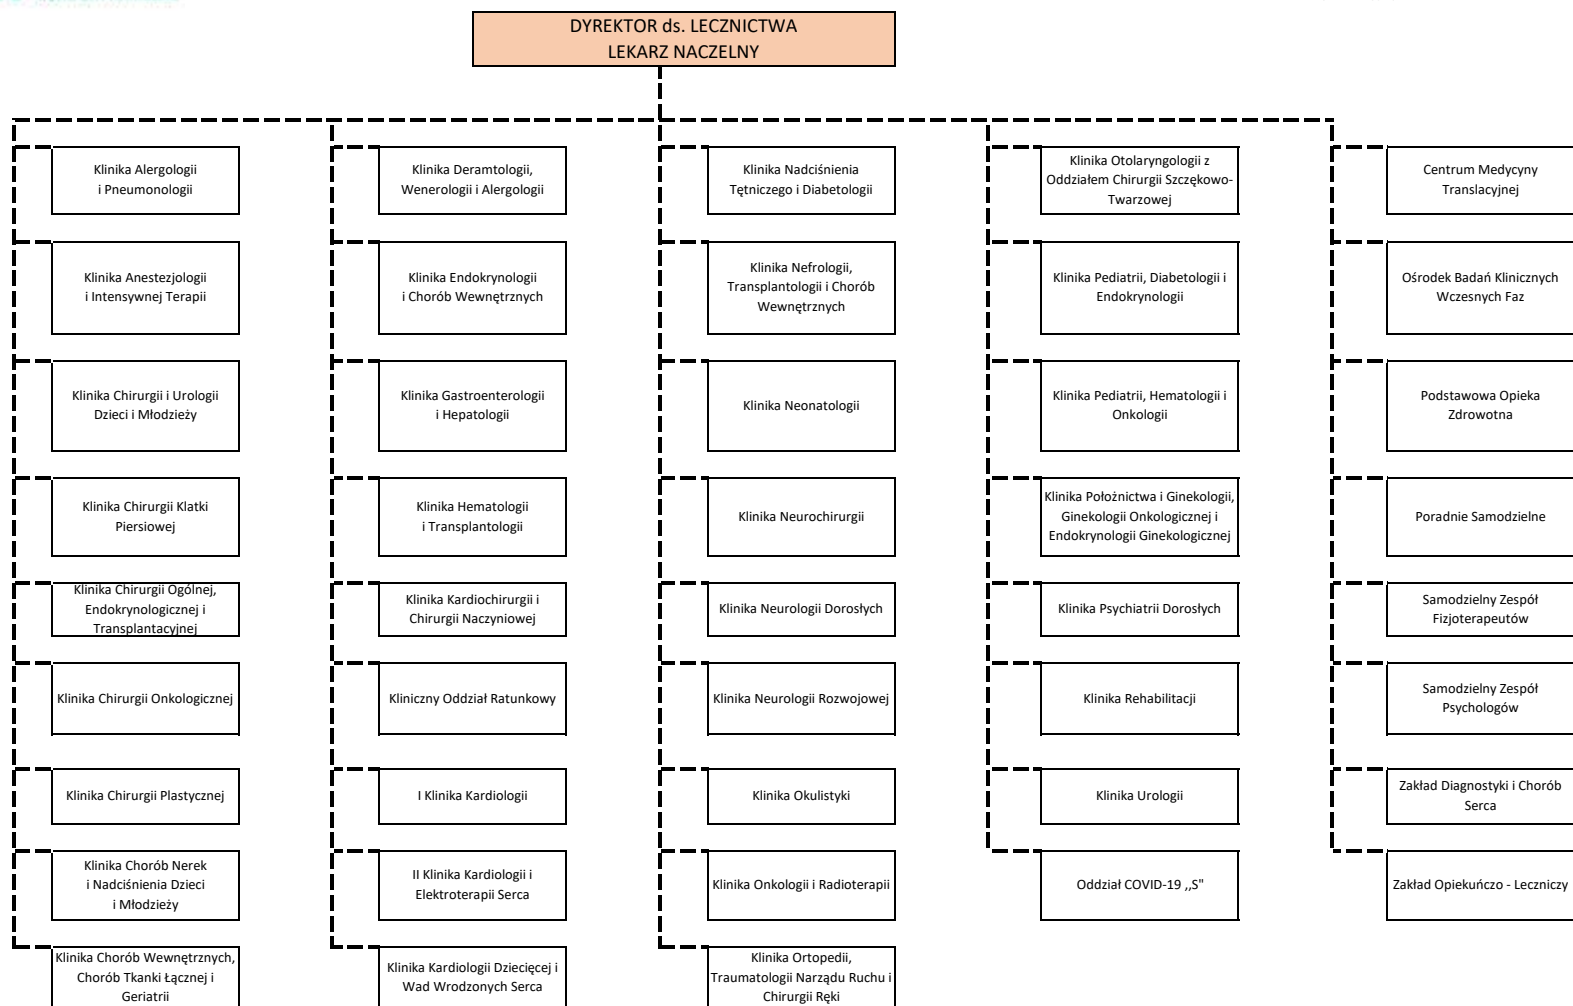 DYREKTOR ds. LECZNICTWA
LEKARZ NACZELNY
Klinika Alergologii
i Pneumonologii
Klinika Deramtologii,
Wenerologii i Alergologii
Klinika Nadciśnienia
Tętniczego i Diabetologii
Klinika Otolaryngologii z
Oddziałem Chirurgii Szczękowo-
Twarzowej
Centrum Medycyny
Translacyjnej
Klinika Anestezjologii
i Intensywnej Terapii
Klinika Endokrynologii
i Chorób Wewnętrznych
Klinika Nefrologii,
Transplantologii i Chorób
Wewnętrznych
Klinika Pediatrii, Diabetologii i
Endokrynologii
Ośrodek Badań Klinicznych
Wczesnych Faz
Klinika Chirurgii i Urologii
Dzieci i Młodzieży
Klinika Gastroenterologii
i Hepatologii
Klinika Neonatologii
Klinika Pediatrii, Hematologii i
Onkologii
Podstawowa Opieka
Zdrowotna
Klinika Chirurgii Klatki
Piersiowej
Klinika Hematologii
i Transplantologii
Klinika Neurochirurgii
Klinika Położnictwa i Ginekologii,
Ginekologii Onkologicznej i
Endokrynologii Ginekologicznej
Poradnie Samodzielne
Klinika Chirurgii Ogólnej,
Endokrynologicznej i
Transplantacyjnej
Klinika Kardiochirurgii i
Chirurgii Naczyniowej
Klinika Neurologii Dorosłych
Klinika Psychiatrii Dorosłych
Samodzielny Zespół
Fizjoterapeutów
Klinika Chirurgii Onkologicznej
Kliniczny Oddział Ratunkowy
Klinika Neurologii Rozwojowej
Klinika Rehabilitacji
Samodzielny Zespół
Psychologów
Klinika Chirurgii Plastycznej
I Klinika Kardiologii
Klinika Okulistyki
Klinika Urologii
Zakład Diagnostyki i Chorób
Serca
Klinika Chorób Nerek
i Nadciśnienia Dzieci
i Młodzieży
II Klinika Kardiologii i
Elektroterapii Serca
Klinika Onkologii i Radioterapii
Oddział COVID-19 ,,S"
Zakład Opiekuńczo - Leczniczy
Klinika Chorób Wewnętrznych,
Chorób Tkanki Łącznej i
Geriatrii
Klinika Kardiologii Dziecięcej i
Wad Wrodzonych Serca
Klinika Ortopedii,
Traumatologii Narządu Ruchu i
Chirurgii Ręki